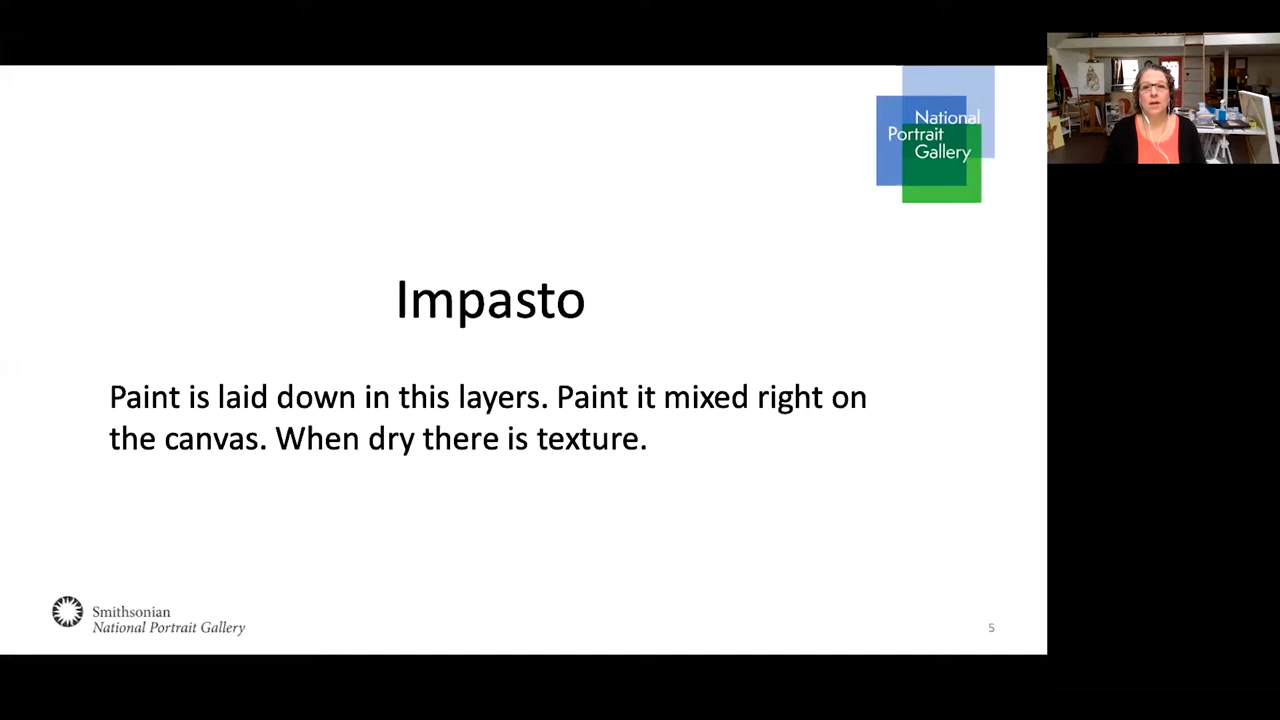 National
Portrait
Gallery
Impasto
Paint is laid down in this layers. Paint it mixed right on
the canvas. When dry there is texture.
Smithsonian
National Portrait Gallery
5